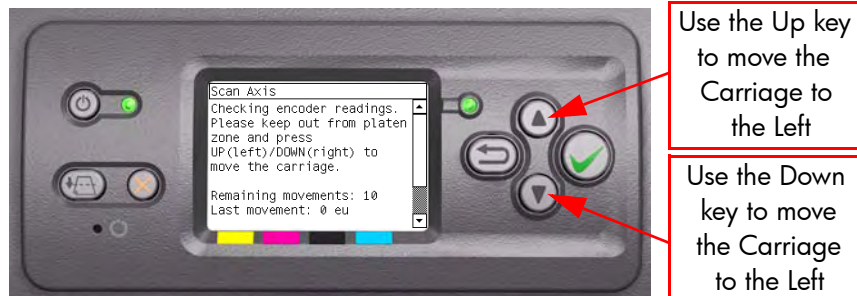 Scan Axis
Checking encoder readings.
Please keep out from platen
zone and press
UP(left)/DOWN(right) to
move the carriage.
Remaining movements: 10
Last movement: 0 eu
Use the Up key
to move the
Carriage to
the Left
Use the Down
key to move
the Carriage
to the Left